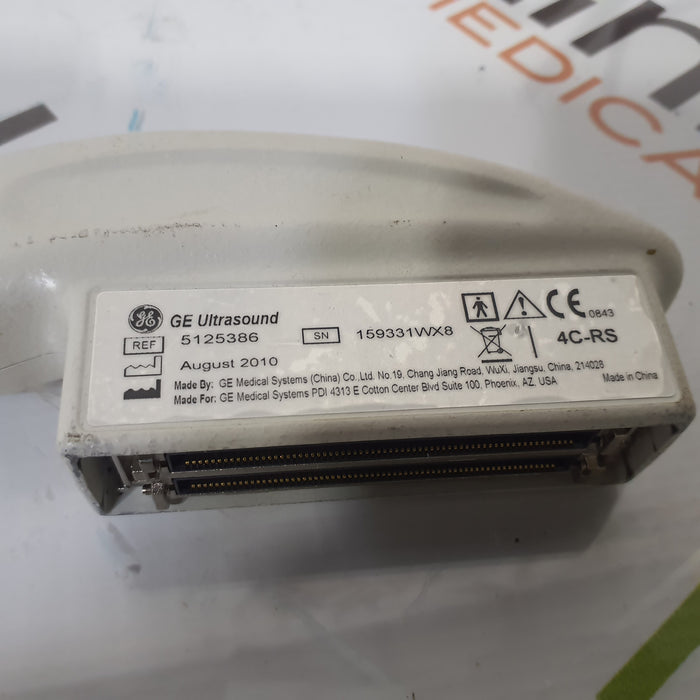 MEDICA
GE
GE Ultrasound
REF 5125386 SN 159331WX8
CE 0843
4C-RS
August 2010
Made By: GE Medical Systems (China) Co.,Ltd. No.19, Chang Jiang Road, WuXi, Jiangsu, China, 214028
Made For: GE Medical Systems PDI 4313 E Cotton Center Blvd Suite 100, Phoenix, AZ. USA
Made in China